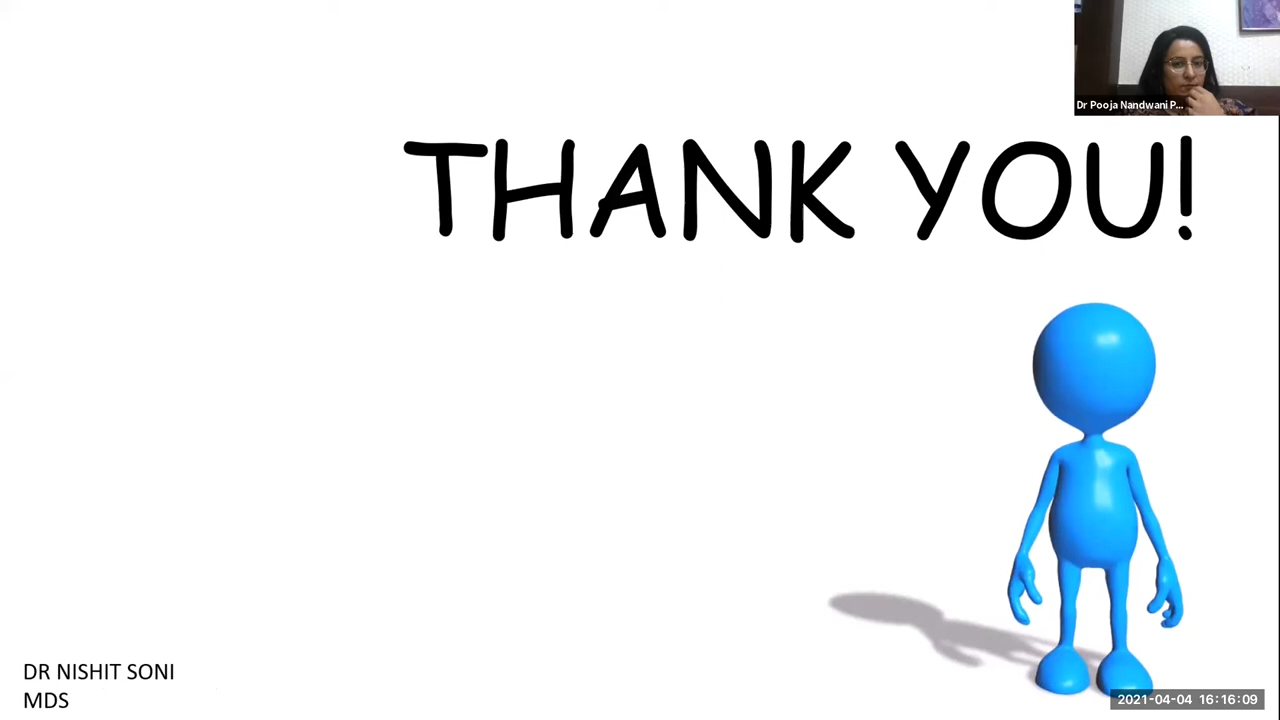 Dr Pooja Nandwani P...
THANK YOU!
DR NISHIT SONI
MDS
2021-04-04 16:16:09